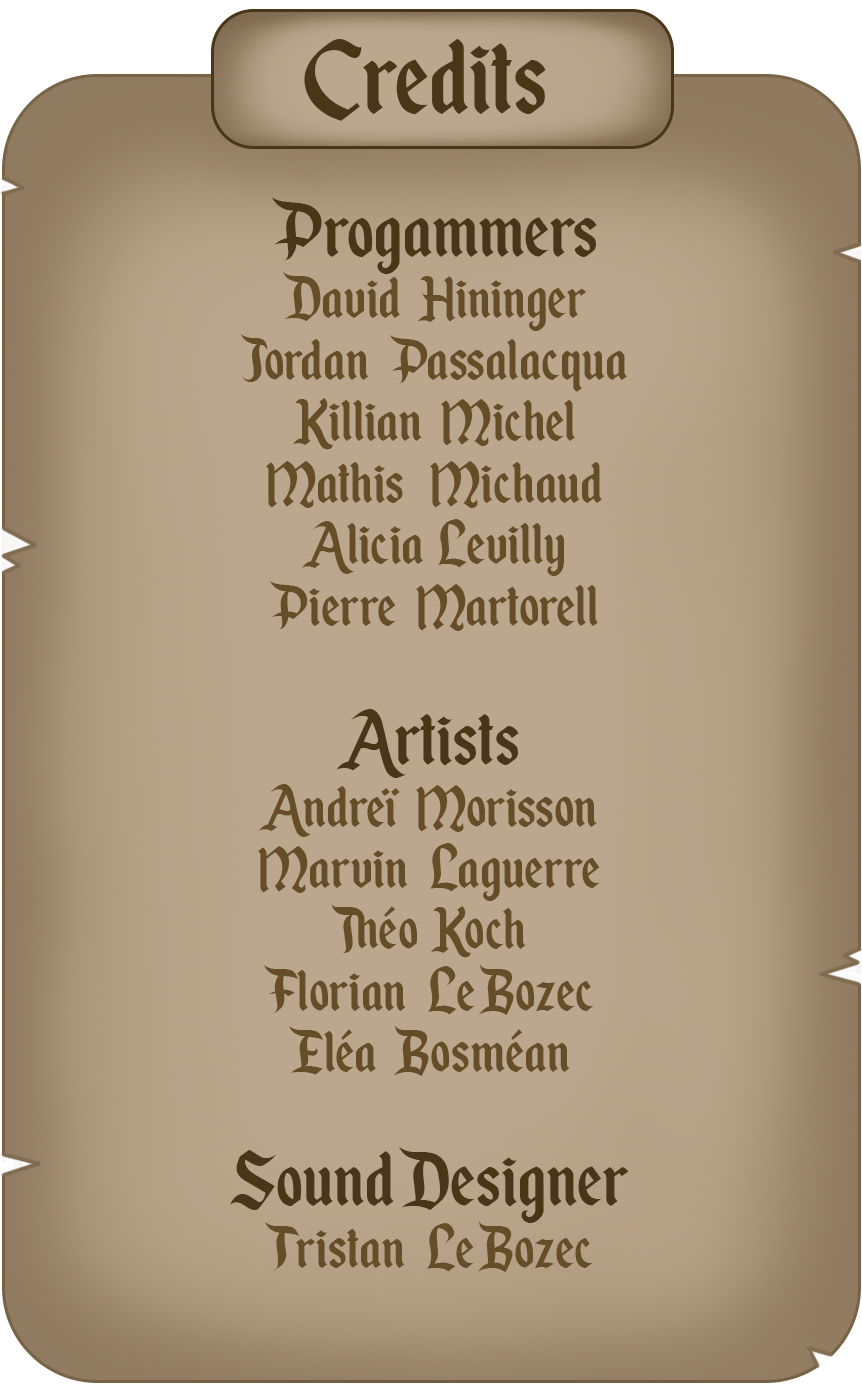 Credits
Progammers
David Hininger
Jordan Passalacqua
Killian Michel
Mathis Michaud
Alicia Levilly
Pierre Martorell
Artists
Andreï Morisson
Marvin Laguerre
Théo Koch
Florian Le Bozec
Eléa Bosméan
Sound Designer
Tristan Le Bozec